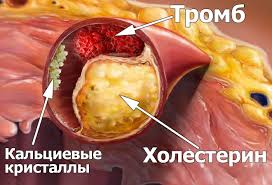 Тромб
Кальциевые
кристаллы
Холестерин